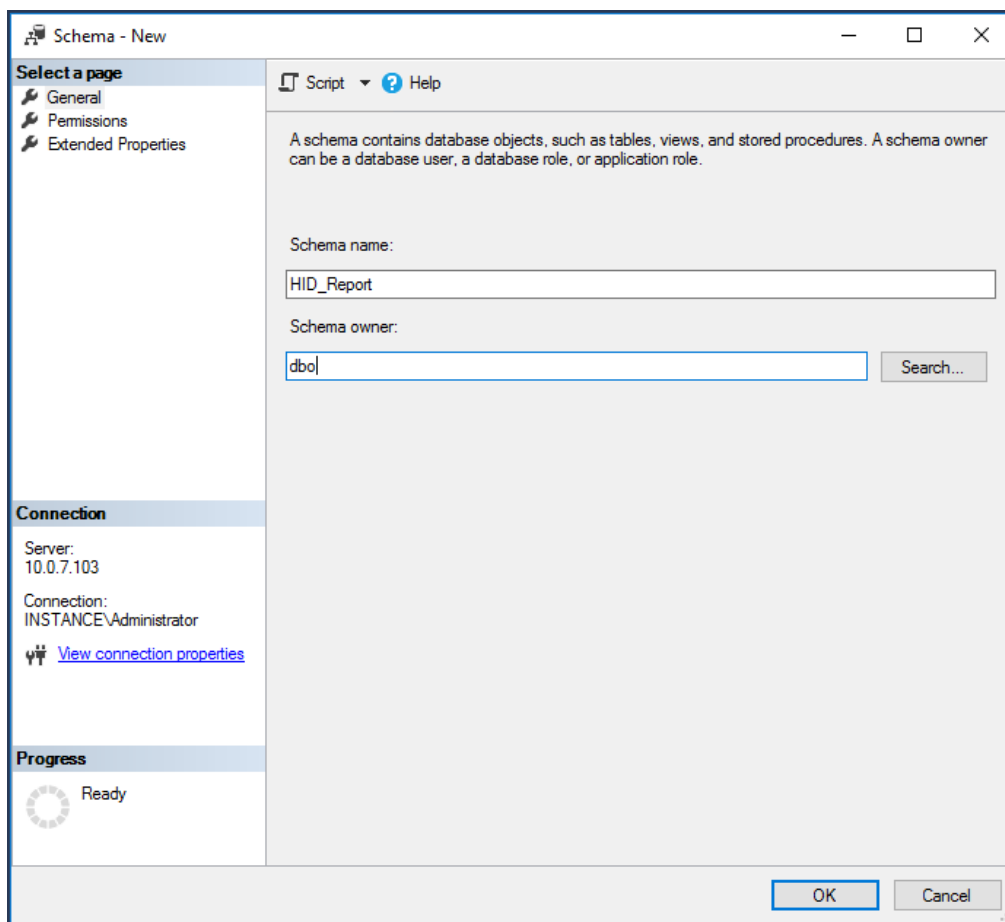 Schema - New
Select a page
General
Permissions
Extended Properties
Script
Help
A schema contains database objects, such as tables, views, and stored procedures. A schema owner
can be a database user, a database role, or application role.
Schema name:
HID_Report
Schema owner:
dbo
Search...
Connection
Server:
10.0.7.103
Connection:
INSTANCE\Administrator
View connection properties
Progress
Ready
OK
Cancel